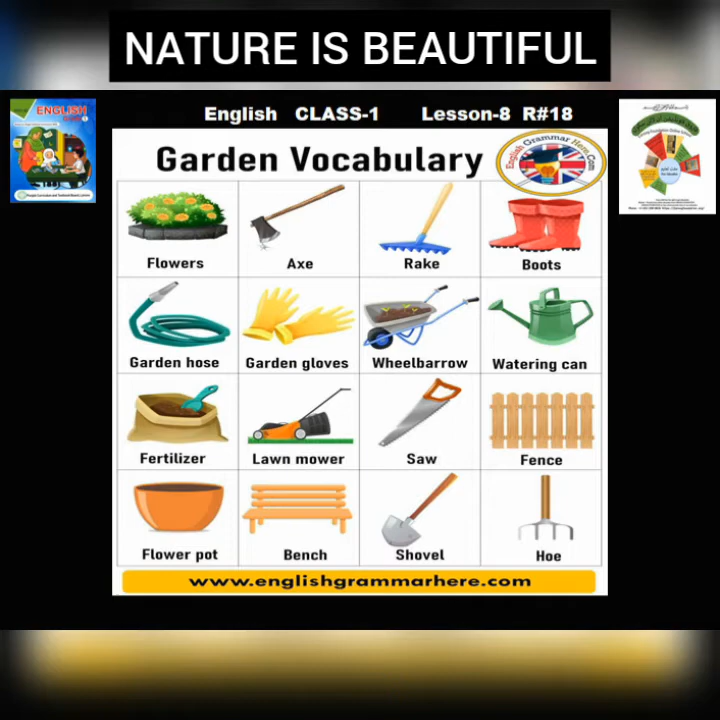 NATURE IS BEAUTIFUL
English CLASS-1 Lesson-8 R#18
ENGLISH
Garden Vocabulary
English Grammar Here.Com
Flowers Axe Rake Boots
Garden hose Garden gloves Wheelbarrow Watering can
Fertilizer Lawn mower Saw Fence
Flower pot Bench Shovel Hoe
www.englishgrammarhere.com